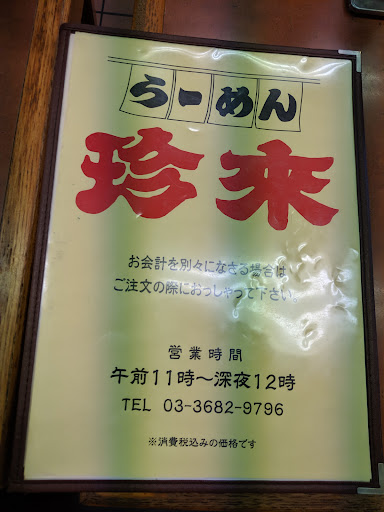 らーめん
珍来
お会計を別々になさる場合は
ご注文の際におっしゃって下さい。
営業時間
午前11時～深夜12時
TEL 03-3682-9796
※消費税込みの価格です